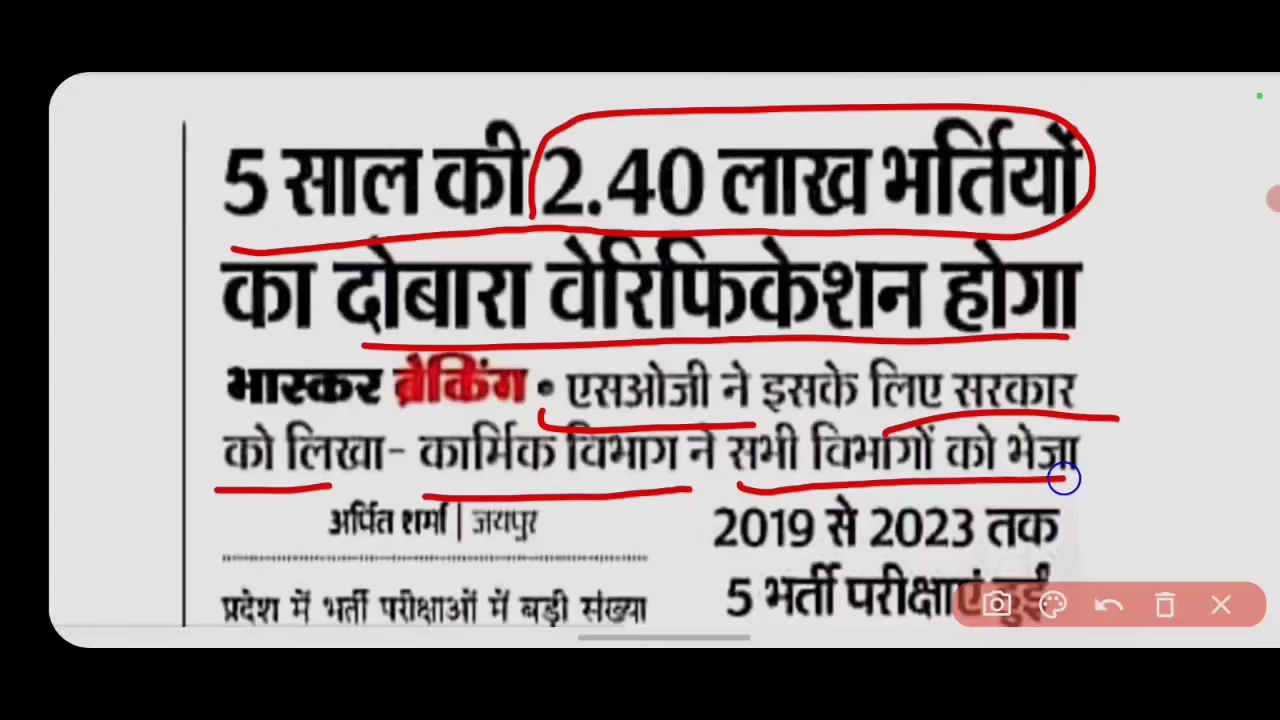 5 साल की 2.40 लाख भर्तियों
का दोबारा वेरिफिकेशन होगा
भास्कर ब्रेकिंग • एसओजी ने इसके लिए सरकार
को लिखा- कार्मिक विभाग ने सभी विभागों को भेजा
अर्पित शर्मा | जयपुर
प्रदेश में भर्ती परीक्षाओं में बड़ी संख्या
2019 से 2023 तक
5 भर्ती परीक्षाएं हुईं